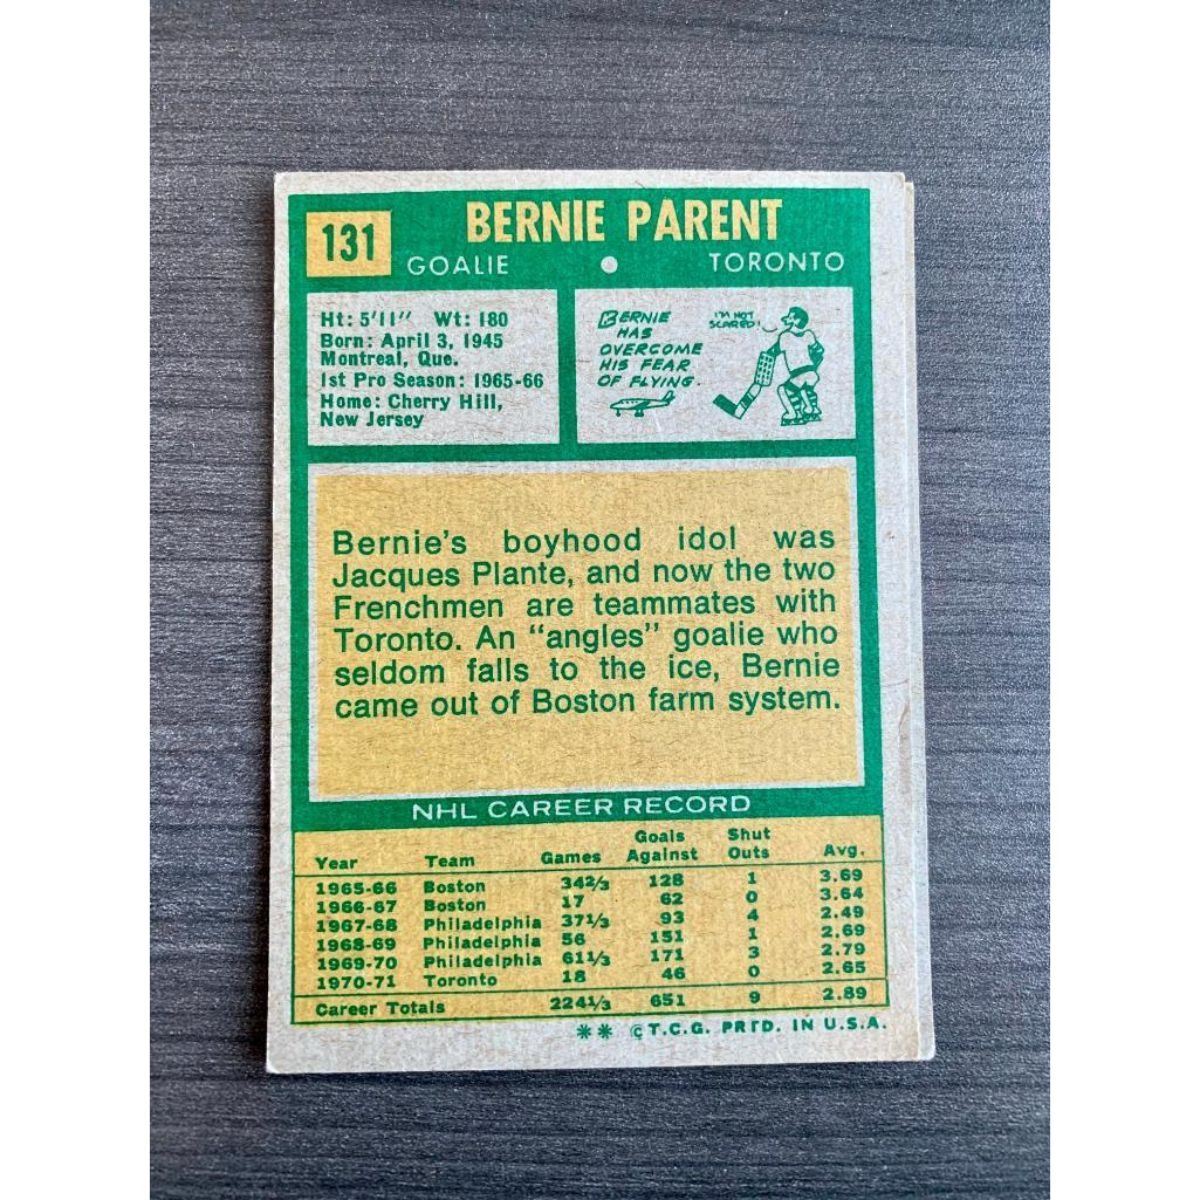 131
BERNIE PARENT
GOALIE • TORONTO
Ht: 5'11" Wt: 180
Born: April 3, 1945
Montreal, Que.
1st Pro Season: 1965-66
Home: Cherry Hill,
New Jersey
BERNIE
HAS
OVERCOME
HIS FEAR
OF FLYING.
I'M NOT
SCARED!
Bernie's boyhood idol was
Jacques Plante, and now the two
Frenchmen are teammates with
Toronto. An "angles" goalie who
seldom falls to the ice, Bernie
came out of Boston farm system.
NHL CAREER RECORD
Year Team Games Goals Against Shut Outs Avg.
1965-66 Boston 342/3 128 1 3.69
1966-67 Boston 17 62 0 3.64
1967-68 Philadelphia 371/3 93 4 2.49
1968-69 Philadelphia 56 151 1 2.69
1969-70 Philadelphia 611/3 171 3 2.79
1970-71 Toronto 18 46 0 2.65
Career Totals 2241/3 651 9 2.89
** © T.C.G. PRTD. IN U.S.A.